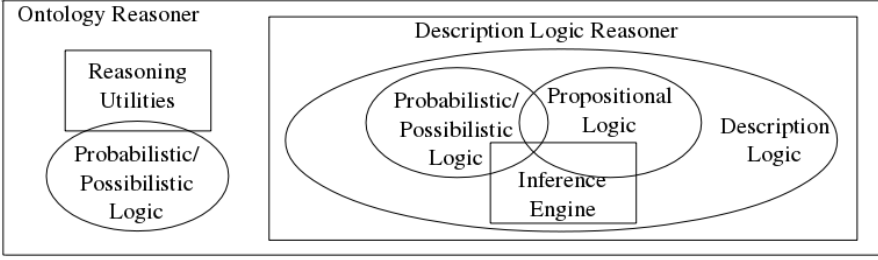 Ontology Reasoner
Reasoning
Utilities
Probabilistic/
Possibilistic
Logic
Description Logic Reasoner
Probabilistic/
Possibilistic
Logic
Propositional
Logic
Description
Logic
Inference
Engine